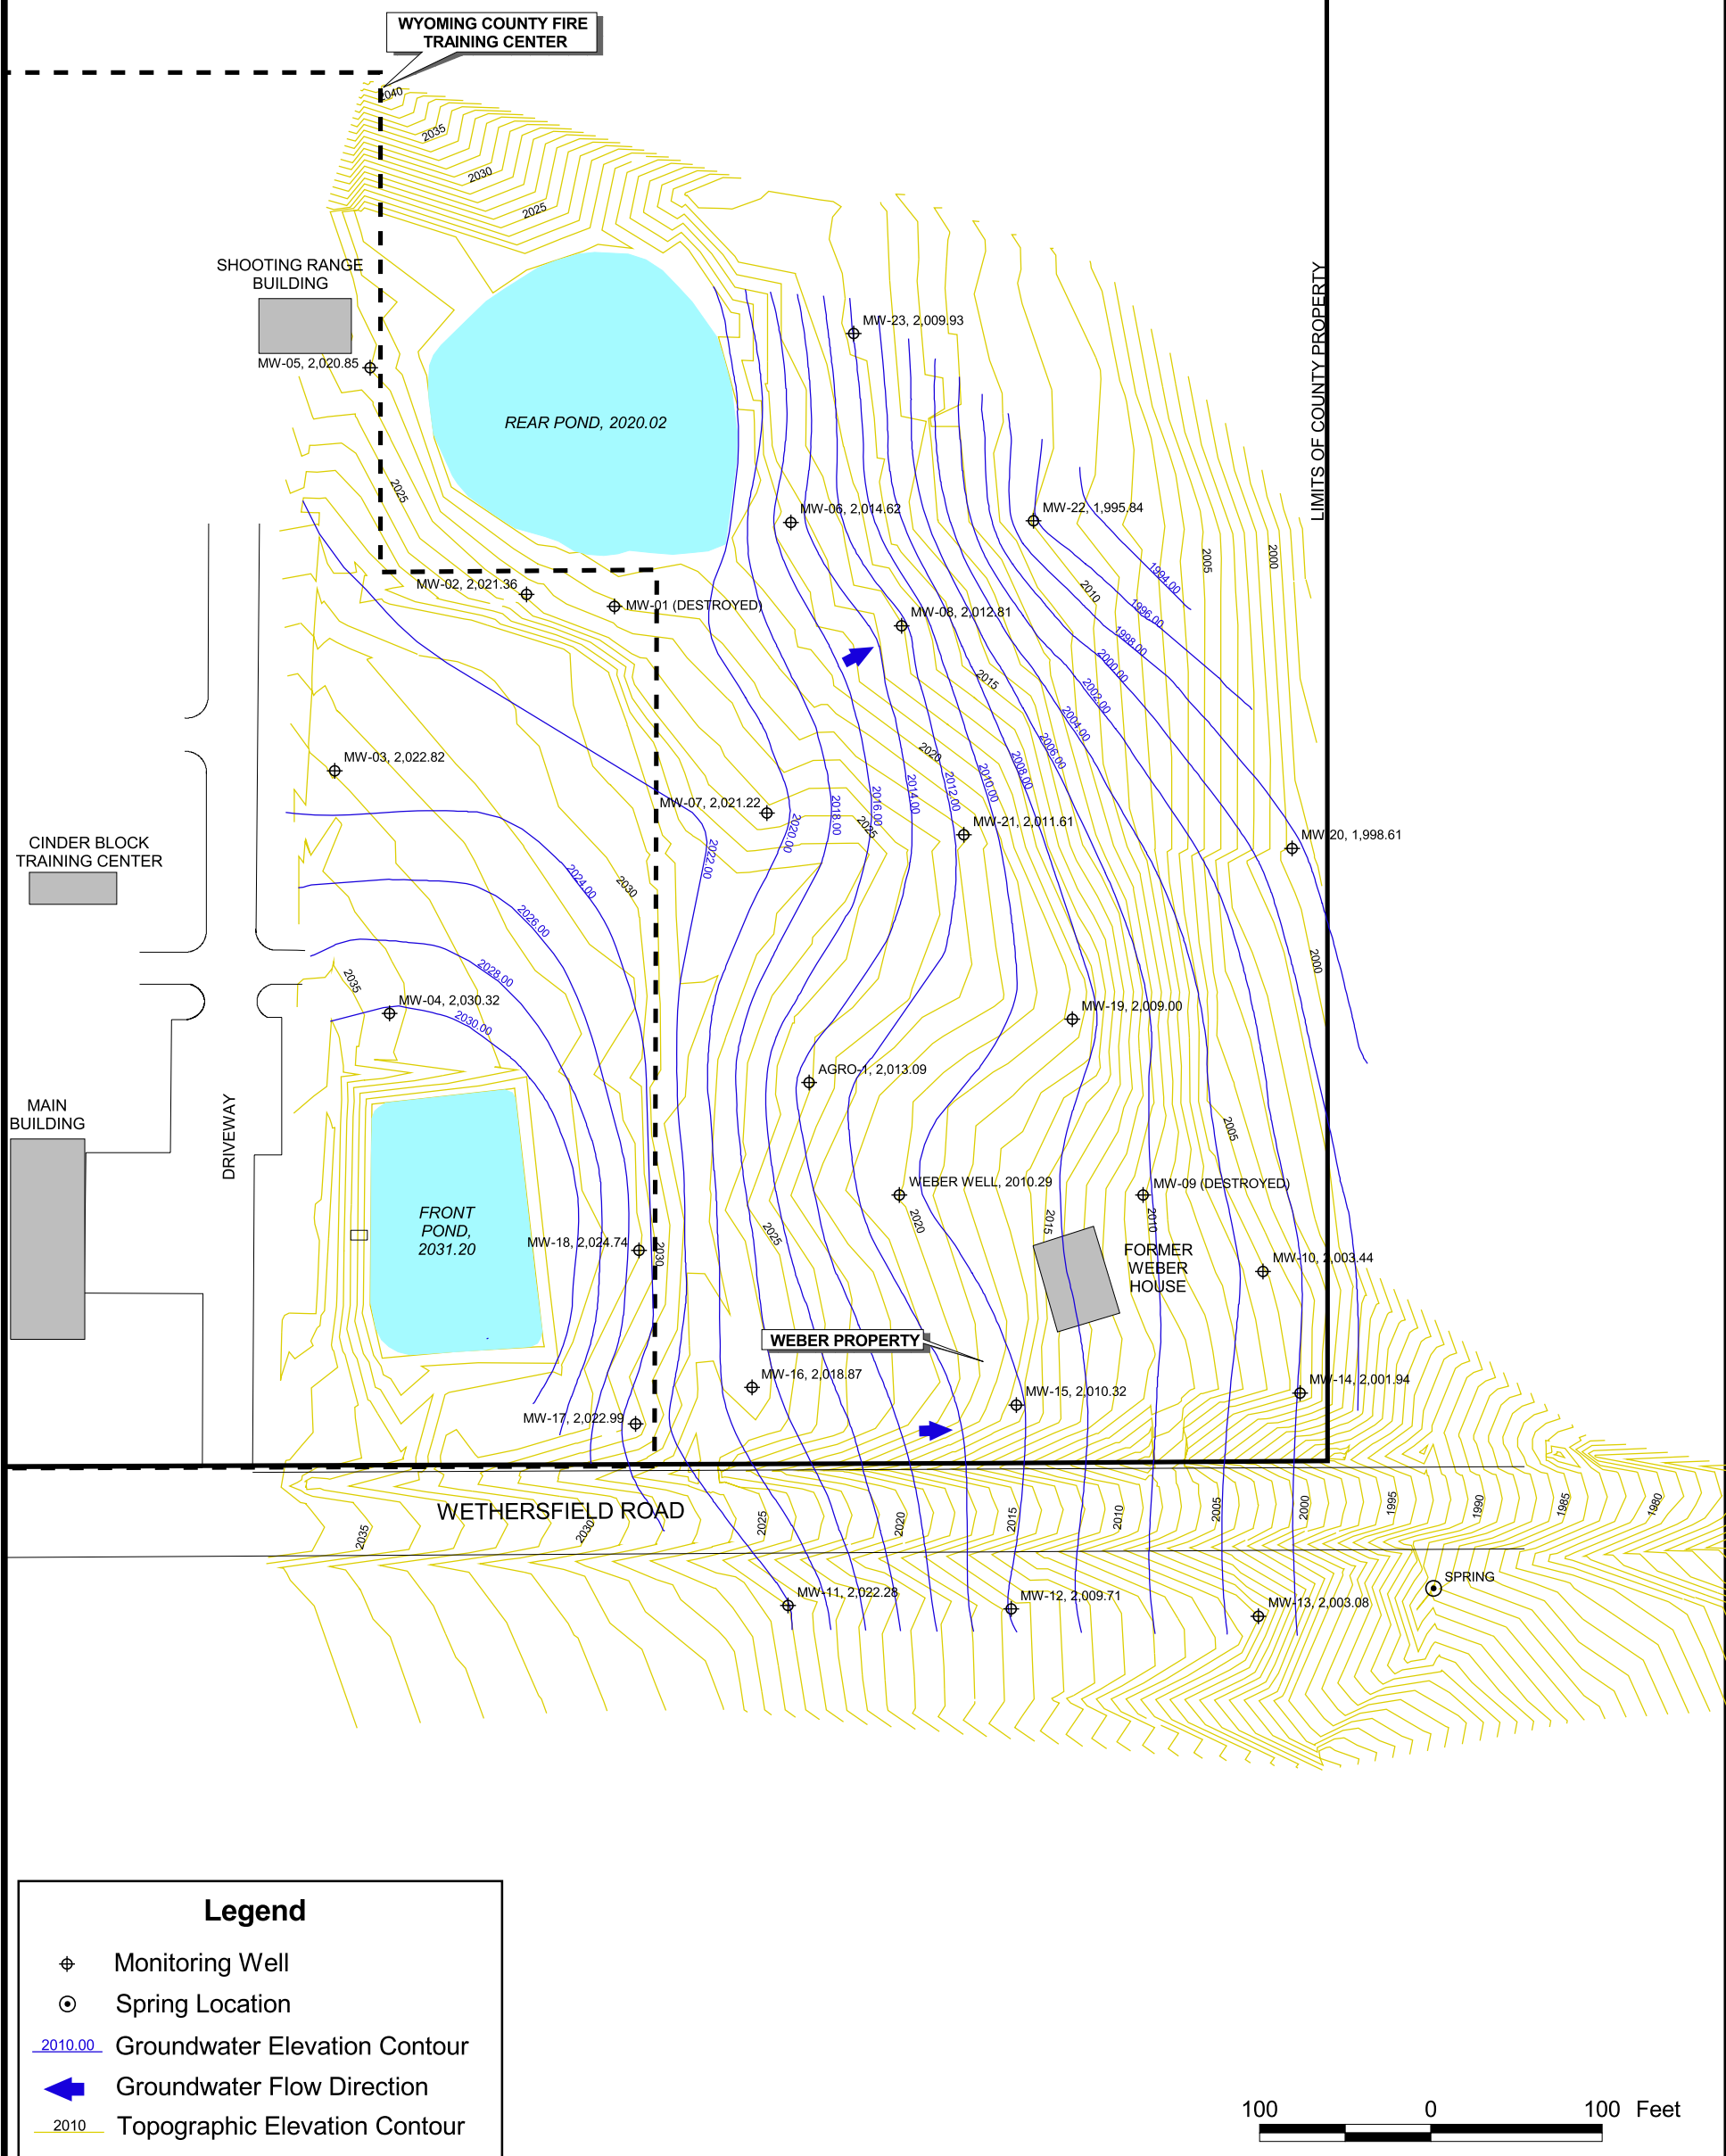 WYOMING COUNTY FIRE
TRAINING CENTER
2040
2035
2030
2025
SHOOTING RANGE
BUILDING
LIMITS OF COUNTY PROPERTY
MW-23, 2,009.93
MW-05, 2,020.85
REAR POND, 2020.02
2025
MW-06, 2,014.62
MW-22, 1,995.84
2005
2000
MW-02, 2,021.36
MW-01 (DESTROYED)
MW-08, 2,012.81
2010
1994.00
1996.00
1998.00
2000.00
2002.00
2004.00
2006.00
2008.00
2010.00
2012.00
2014.00
2016.00
2018.00
2020.00
2022.00
2015
2020
2025
MW-03, 2,022.82
MW-07, 2,021.22
MW-21, 2,011.61
MW-20, 1,998.61
CINDER BLOCK
TRAINING CENTER
2024.00
2030
2026.00
2028.00
2035
2000
MW-04, 2,030.32
2030.00
MW-19, 2,009.00
AGRO-1, 2,013.09
MAIN
BUILDING
DRIVEWAY
2005
WEBER WELL, 2010.29
MW-09 (DESTROYED)
FRONT
POND,
2031.20
MW-18, 2,024.74
2030
2025
2020
2015
2010
FORMER
WEBER
HOUSE
MW-10, 2,003.44
WEBER PROPERTY
MW-16, 2,018.87
MW-15, 2,010.32
MW-14, 2,001.94
MW-17, 2,022.99
WETHERSFIELD ROAD
2035
2030
2025
2020
2015
2010
2005
2000
1995
1990
1985
1980
SPRING
MW-11, 2,022.28
MW-12, 2,009.71
MW-13, 2,003.08
Legend
Monitoring Well
Spring Location
2010.00 Groundwater Elevation Contour
Groundwater Flow Direction
2010 Topographic Elevation Contour
100 0 100 Feet